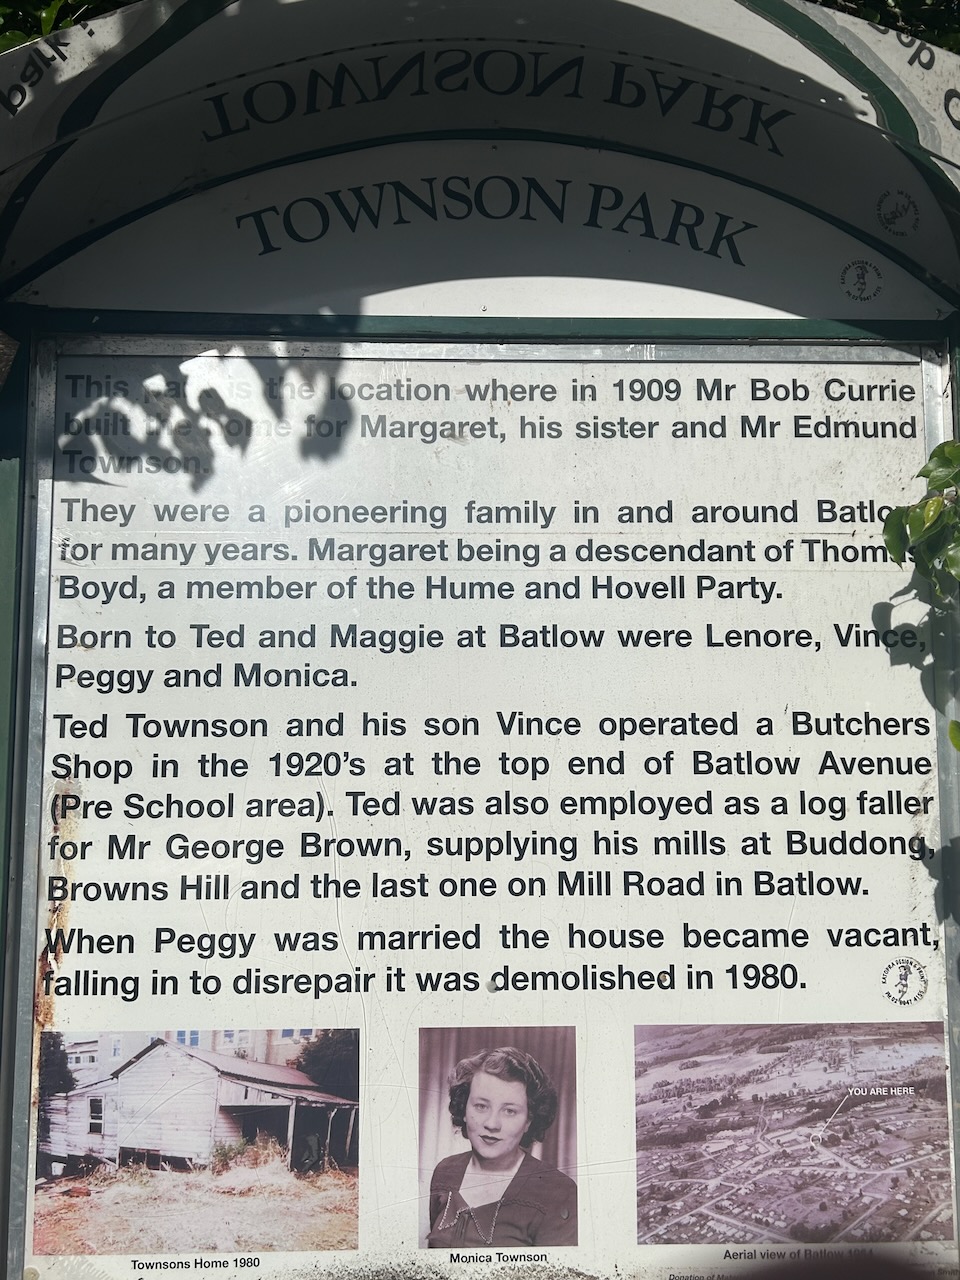 park.
TOWNSON PARK
TOWNSON PARK
This park is the location where in 1909 Mr Bob Currie
built the home for Margaret, his sister and Mr Edmund
Townson.
They were a pioneering family in and around
for many years. Margaret being a descendant of
Boyd, a member of the Hume and Hovell Party.
Born to Ted and Maggie at Batlow were Lenore, Vince,
Peggy and Monica.
Ted Townson and his son Vince operated a Butchers
Shop in the 1920's at the top end of Batlow Avenue
(Pre School area). Ted was also employed as a log faller
for Mr George Brown, supplying his mills at Buddong,
Browns Hill and the last one on Mill Road in Batlow.
When Peggy was married the house became vacant,
falling in to disrepair it was demolished in 1980.
YOU ARE HERE
Townsons Home 1980
Monica Townson
Aerial view of Batlow
Donation of